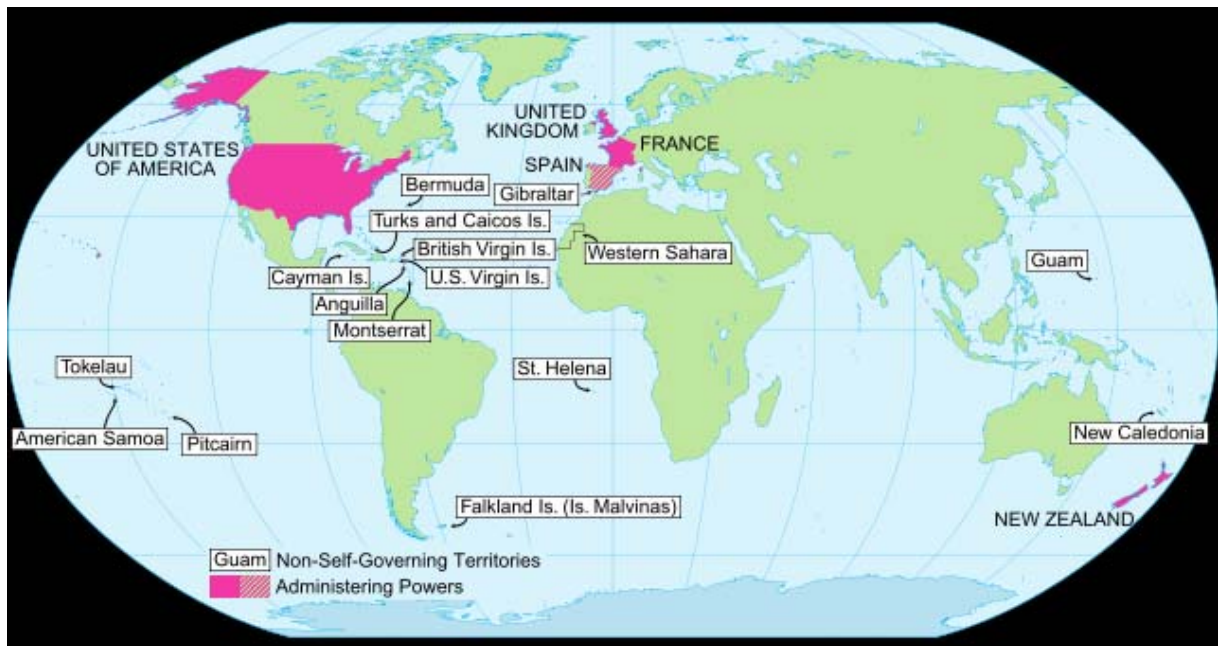 UNITED
KINGDOM
FRANCE
UNITED STATES
OF AMERICA
SPAIN
Bermuda
Gibraltar
Turks and Caicos Is.
British Virgin Is.
Western Sahara
Guam
Cayman Is.
U.S. Virgin Is.
Anguilla
Montserrat
Tokelau
St. Helena
American Samoa
Pitcairn
New Caledonia
Falkland Is. (Is. Malvinas)
NEW ZEALAND
Guam Non-Self-Governing Territories
Administering Powers